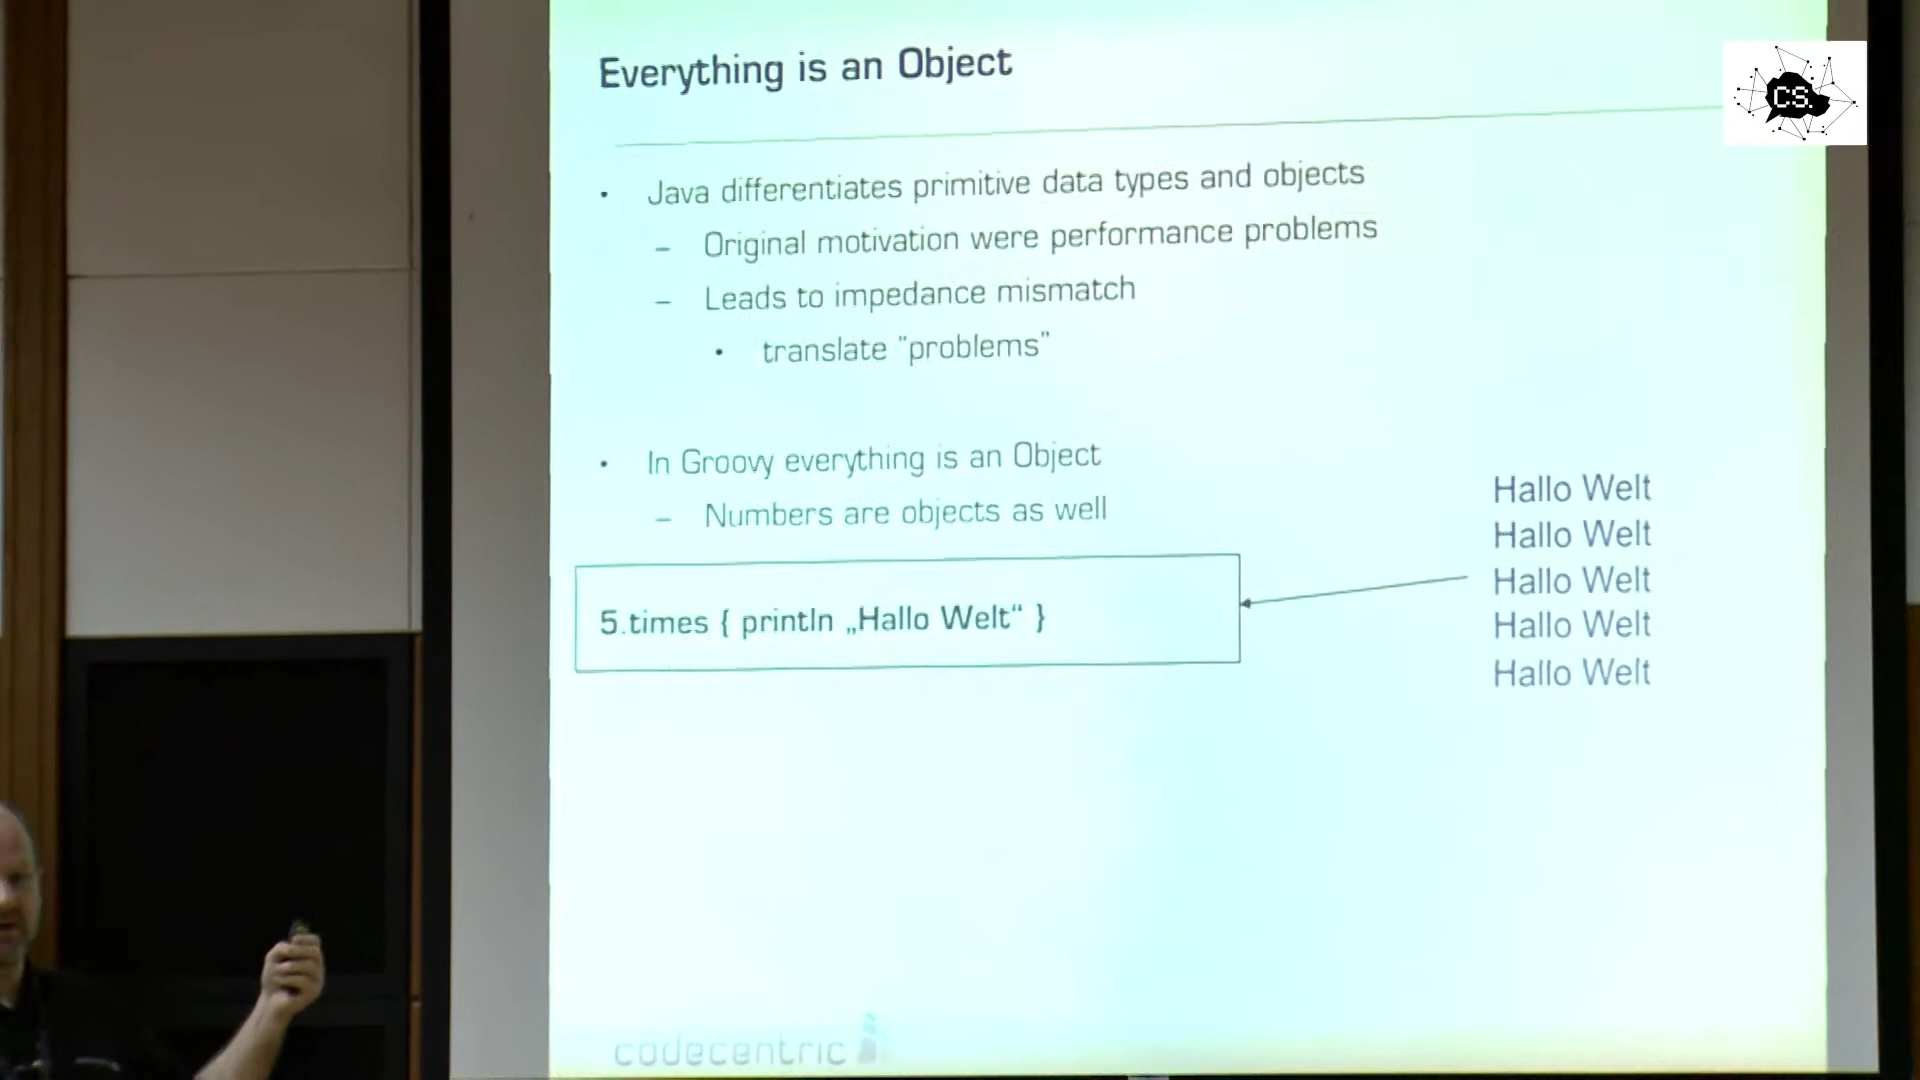 Everything is an Object
CS.
• Java differentiates primitive data types and objects
– Original motivation were performance problems
– Leads to impedance mismatch
• translate "problems"
• In Groovy everything is an Object
– Numbers are objects as well
5.times { println „Hallo Welt“ }
Hallo Welt
Hallo Welt
Hallo Welt
Hallo Welt
Hallo Welt
codecentric